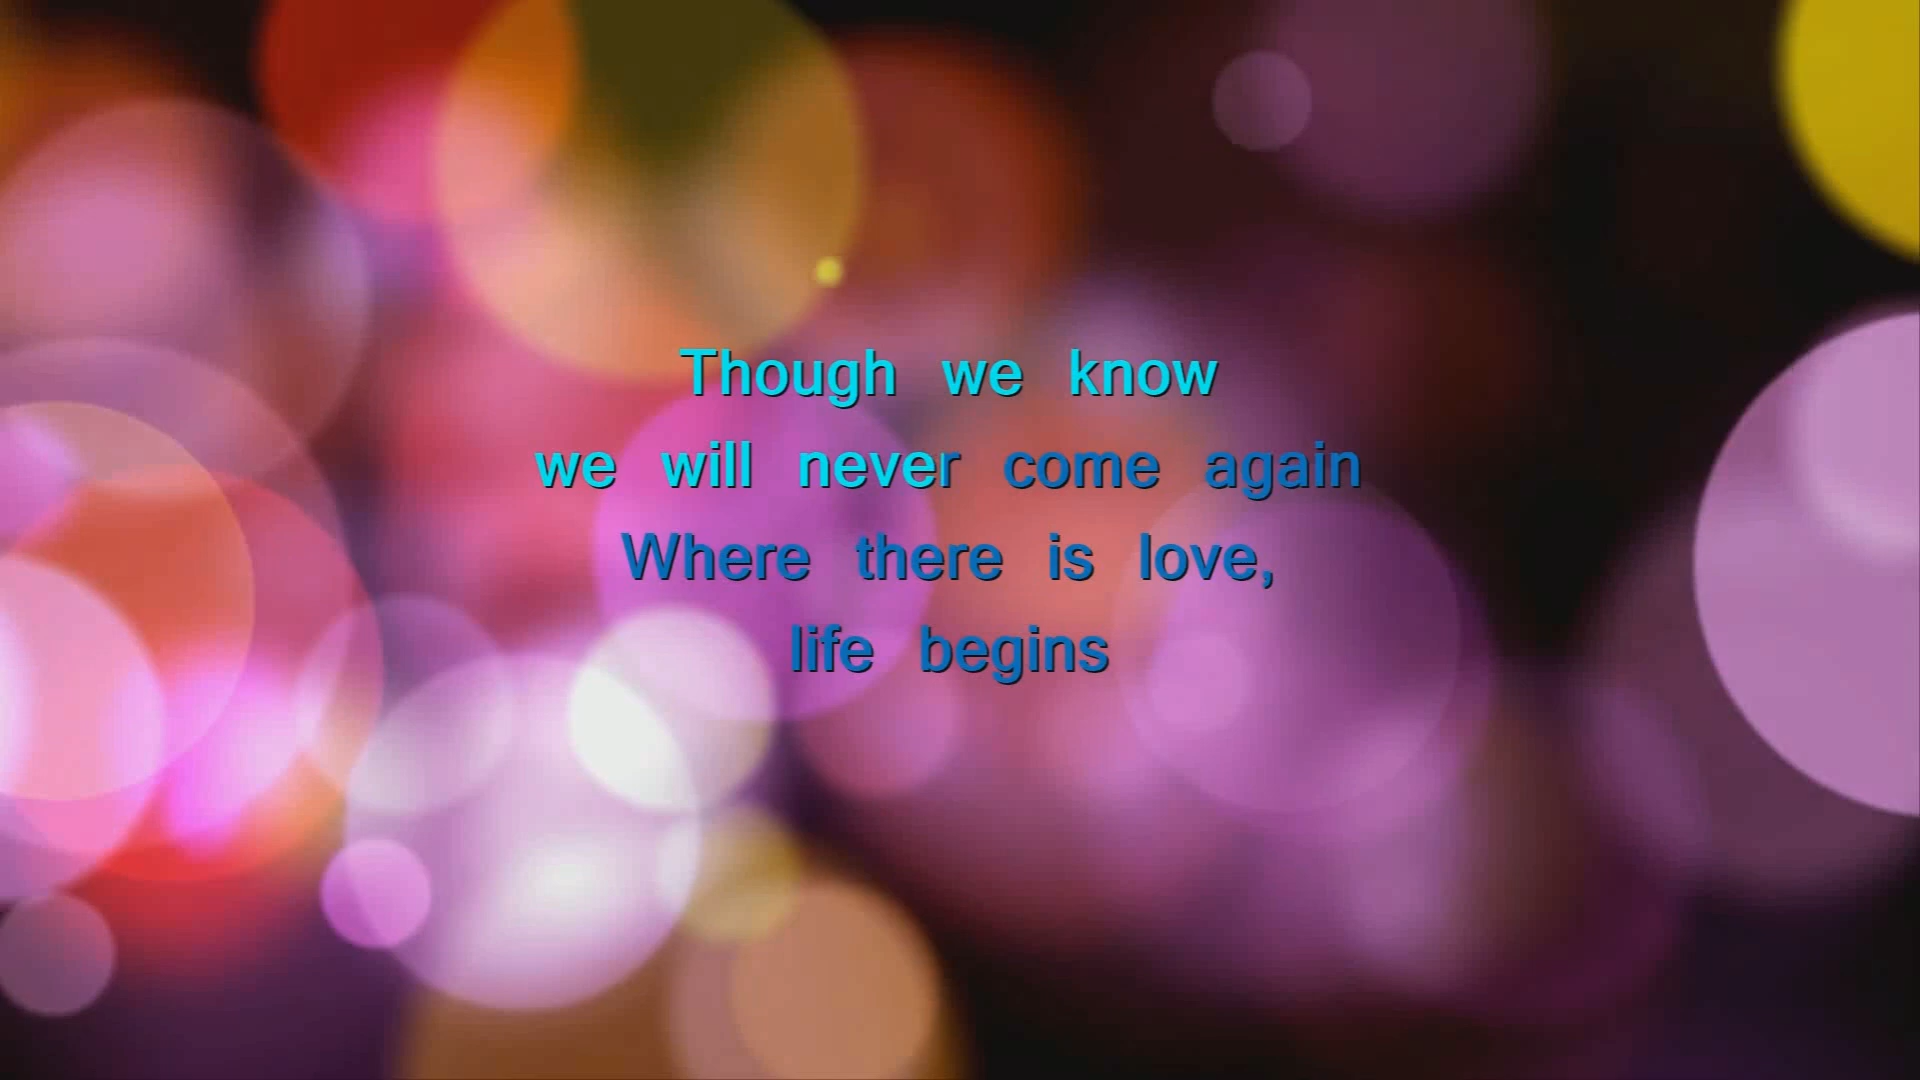 Though we know
we will never come again
Where there is love,
life begins